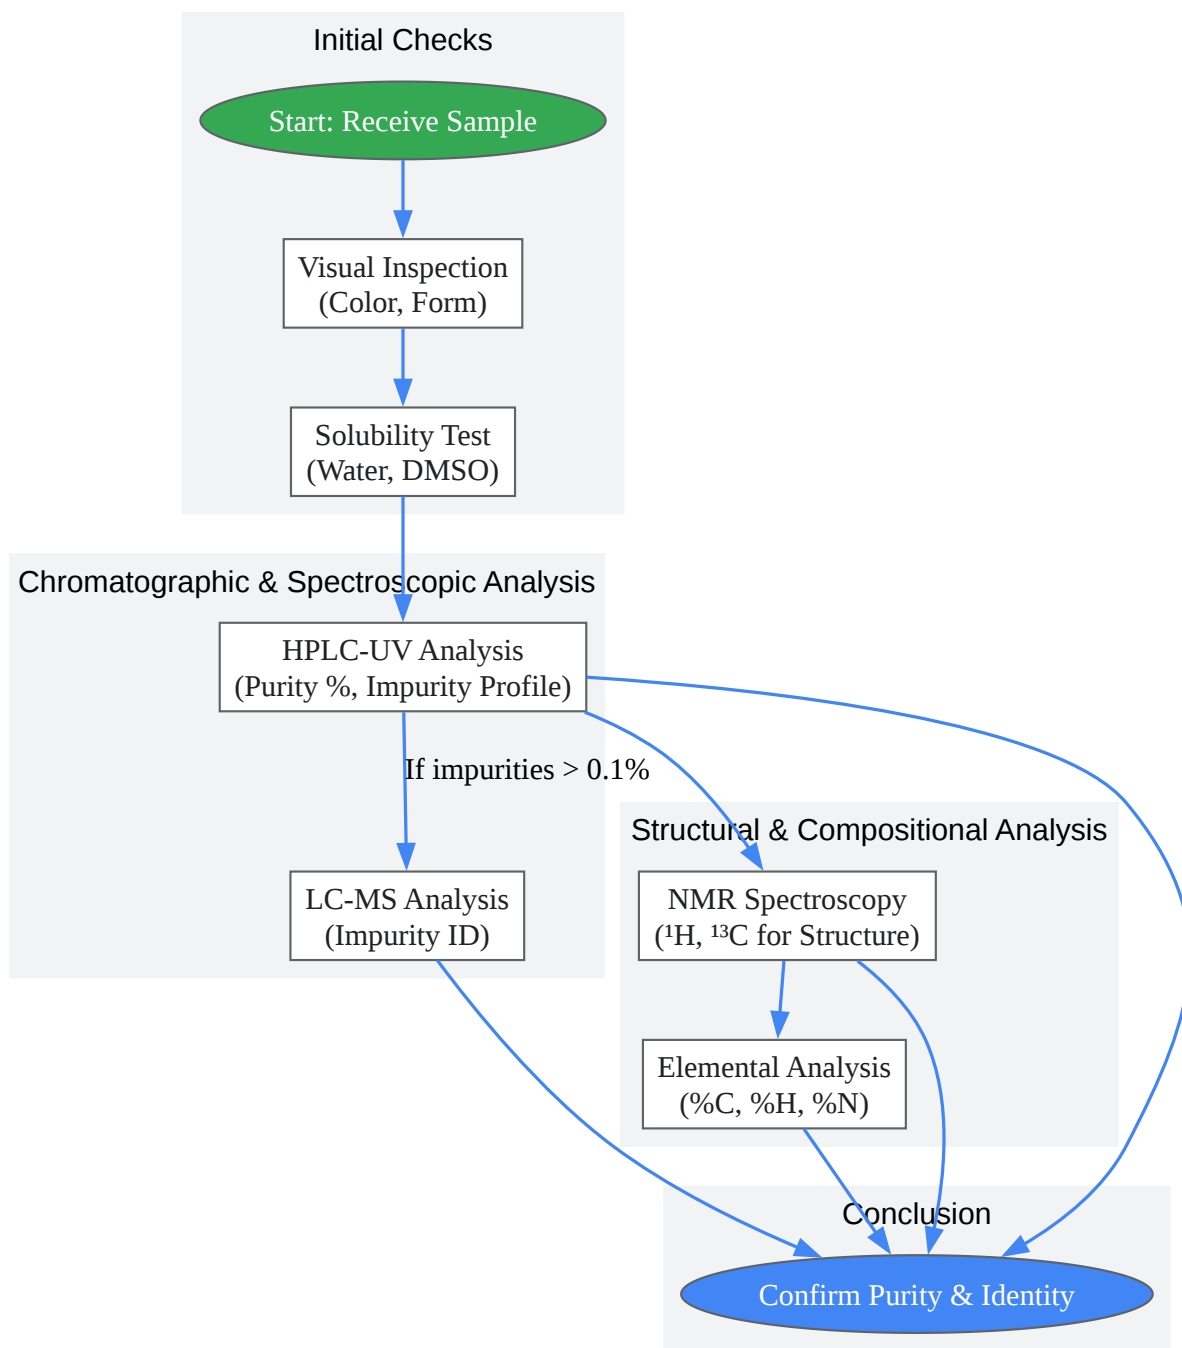 Initial Checks
Start: Receive Sample
Visual Inspection
(Color, Form)
Solubility Test
(Water, DMSO)
Chromatographic & Spectroscopic Analysis
HPLC-UV Analysis
(Purity %, Impurity Profile)
If impurities > 0.1%
Structural & Compositional Analysis
LC-MS Analysis
(Impurity ID)
NMR Spectroscopy
(¹H, ¹³C for Structure)
Elemental Analysis
(%C, %H, %N)
Conclusion
Confirm Purity & Identity